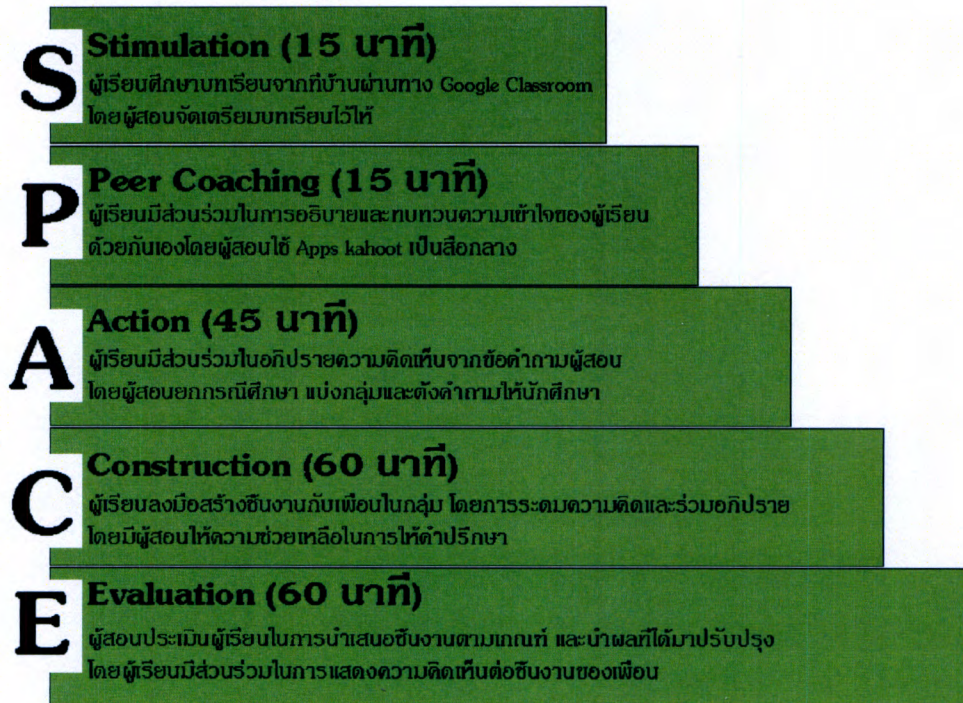 S
Stimulation (15 นาที)
ผู้เรียนศึกษาบทเรียนจากที่บ้านผ่านทาง Google Classroom
โดยผู้สอนจัดเตรียมบทเรียนไว้ให้
P
Peer Coaching (15 นาที)
ผู้เรียนมีส่วนร่วมในการอธิบายและทบทวนความเข้าใจของผู้เรียน
ด้วยกันเองโดยผู้สอนใช้ Apps kahoot เป็นสื่อกลาง
A
Action (45 นาที)
ผู้เรียนมีส่วนร่วมในอภิปรายความคิดเห็นจากข้อคำถามผู้สอน
โดยผู้สอนยกกรณีศึกษา แบ่งกลุ่มและตั้งคำถามให้นักศึกษา
C
Construction (60 นาที)
ผู้เรียนลงมือสร้างชิ้นงานกับเพื่อนในกลุ่ม โดยการระดมความคิดและร่วมอภิปราย
โดยมีผู้สอนให้ความช่วยเหลือในการให้คำปรึกษา
E
Evaluation (60 นาที)
ผู้สอนประเมินผู้เรียนในการนำเสนอชิ้นงานตามเกณฑ์ และนำผลที่ได้มาปรับปรุง
โดยผู้เรียนมีส่วนร่วมในการแสดงความคิดเห็นต่อชิ้นงานของเพื่อน